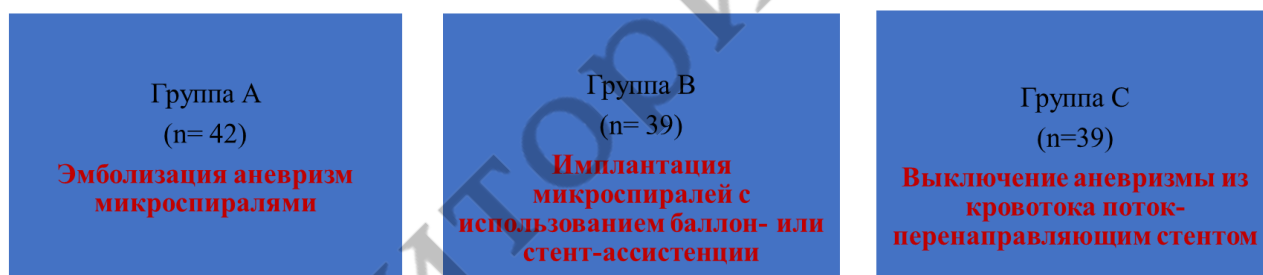 Группа А
(n= 42)
Эмболизация аневризм
микроспиралями
Группа В
(n= 39)
Имплантация
микроспиралей с
использованием баллон- или
стент-ассистенции
Группа С
(n=39)
Выключение аневризмы из
кровотока поток-
перенаправляющим стентом